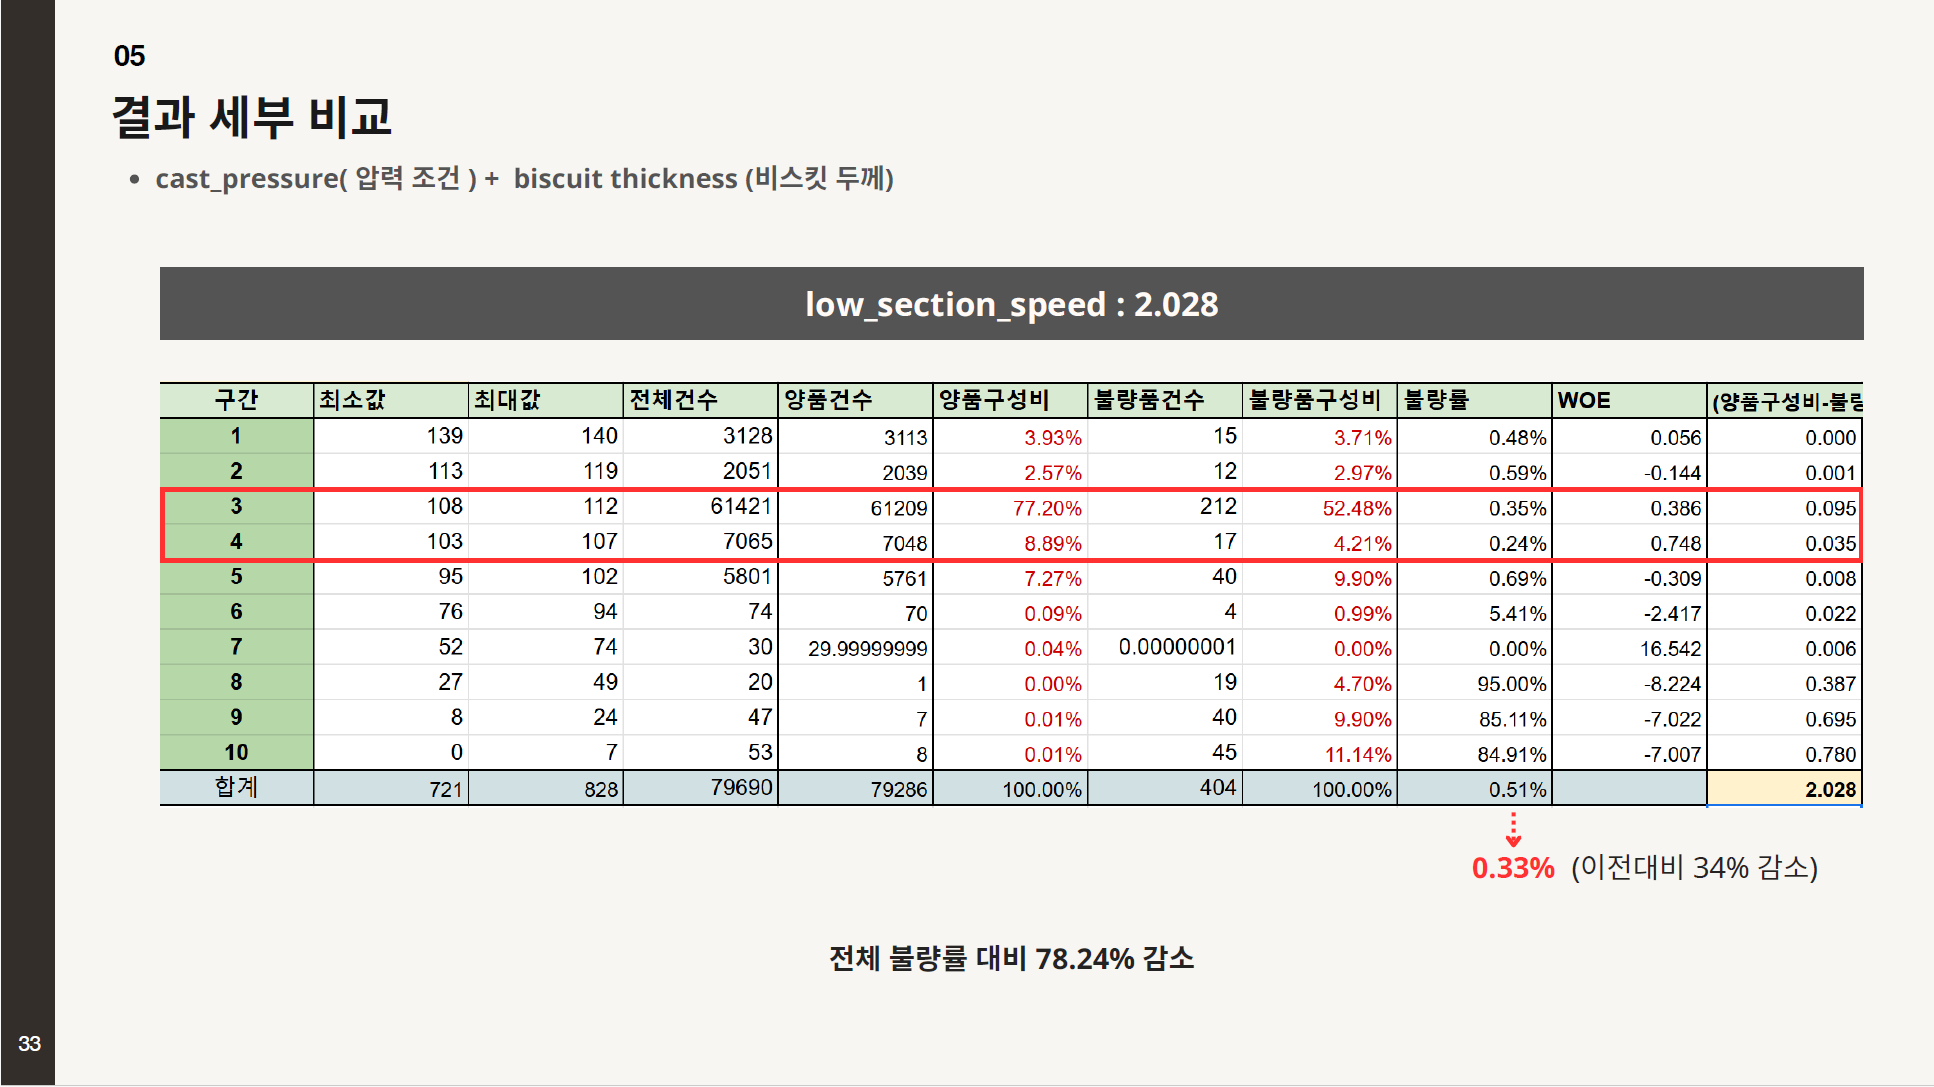 05
결과 세부 비교
• cast_pressure( 압력 조건 ) + biscuit thickness (비스킷 두께)
low_section_speed : 2.028
구간 최소값 최대값 전체건수 양품건수 양품구성비 불량품건수 불량품구성비 불량률 WOE (양품구성비-불량
1 139 140 3128 3113 3.93% 15 3.71% 0.48% 0.056 0.000
2 113 119 2051 2039 2.57% 12 2.97% 0.59% -0.144 0.001
3 108 112 61421 61209 77.20% 212 52.48% 0.35% 0.386 0.095
4 103 107 7065 7048 8.89% 17 4.21% 0.24% 0.748 0.035
5 95 102 5801 5761 7.27% 40 9.90% 0.69% -0.309 0.008
6 76 94 74 70 0.09% 4 0.99% 5.41% -2.417 0.022
7 52 74 30 29.99999999 0.04% 0.00000001 0.00% 0.00% 16.542 0.006
8 27 49 20 1 0.00% 19 4.70% 95.00% -8.224 0.387
9 8 24 47 7 0.01% 40 9.90% 85.11% -7.022 0.695
10 0 7 53 8 0.01% 45 11.14% 84.91% -7.007 0.780
합계 721 828 79690 79286 100.00% 404 100.00% 0.51% 2.028
0.33% (이전대비 34% 감소)
전체 불량률 대비 78.24% 감소
33